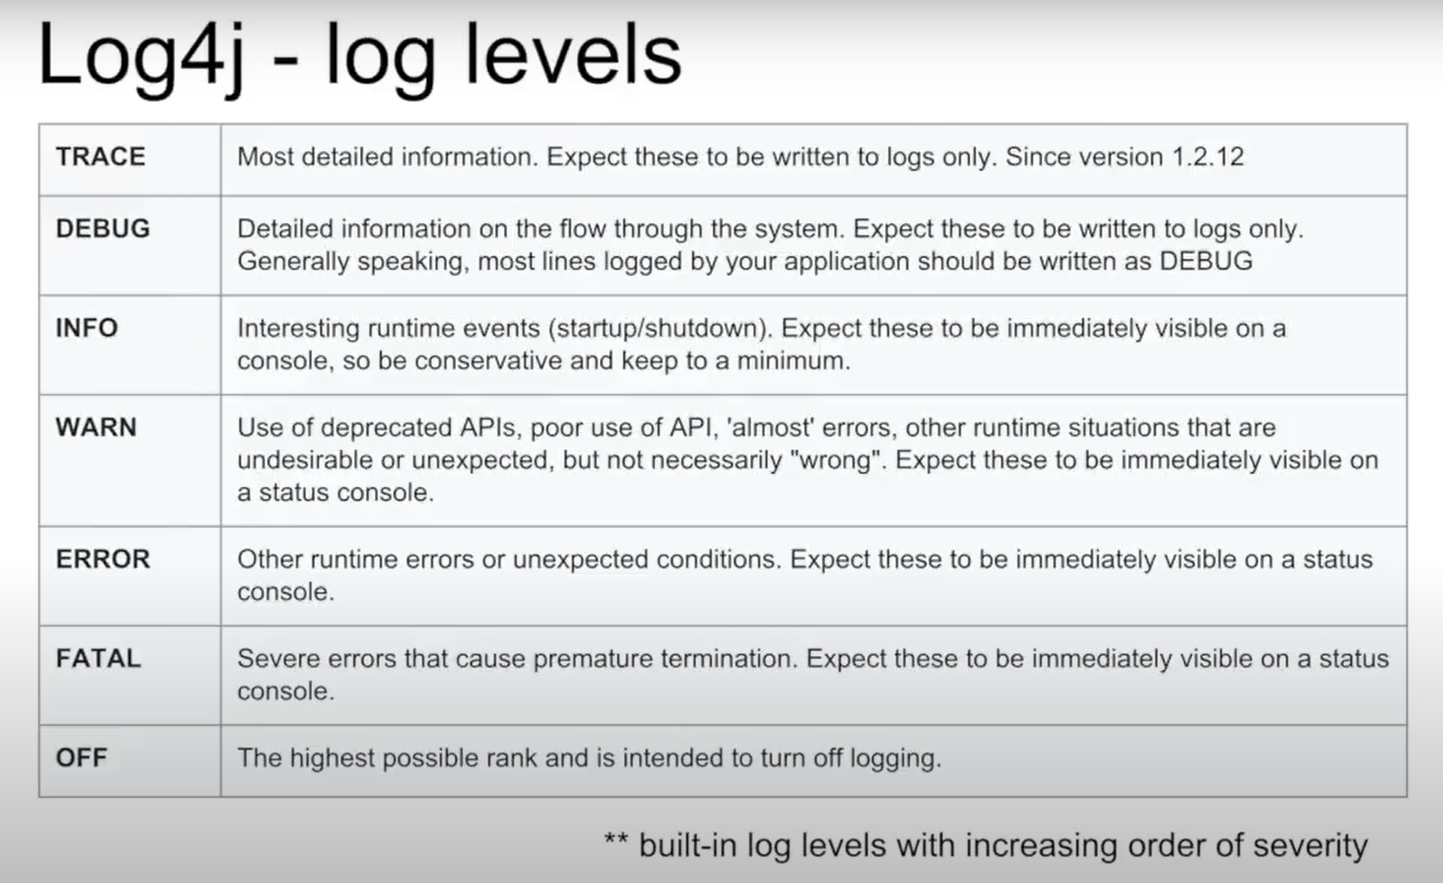 Log4j - log levels
TRACE
Most detailed information. Expect these to be written to logs only. Since version 1.2.12
DEBUG
Detailed information on the flow through the system. Expect these to be written to logs only.
Generally speaking, most lines logged by your application should be written as DEBUG
INFO
Interesting runtime events (startup/shutdown). Expect these to be immediately visible on a
console, so be conservative and keep to a minimum.
WARN
Use of deprecated APIs, poor use of API, 'almost' errors, other runtime situations that are
undesirable or unexpected, but not necessarily "wrong". Expect these to be immediately visible on
a status console.
ERROR
Other runtime errors or unexpected conditions. Expect these to be immediately visible on a status
console.
FATAL
Severe errors that cause premature termination. Expect these to be immediately visible on a status
console.
OFF
The highest possible rank and is intended to turn off logging.
** built-in log levels with increasing order of severity